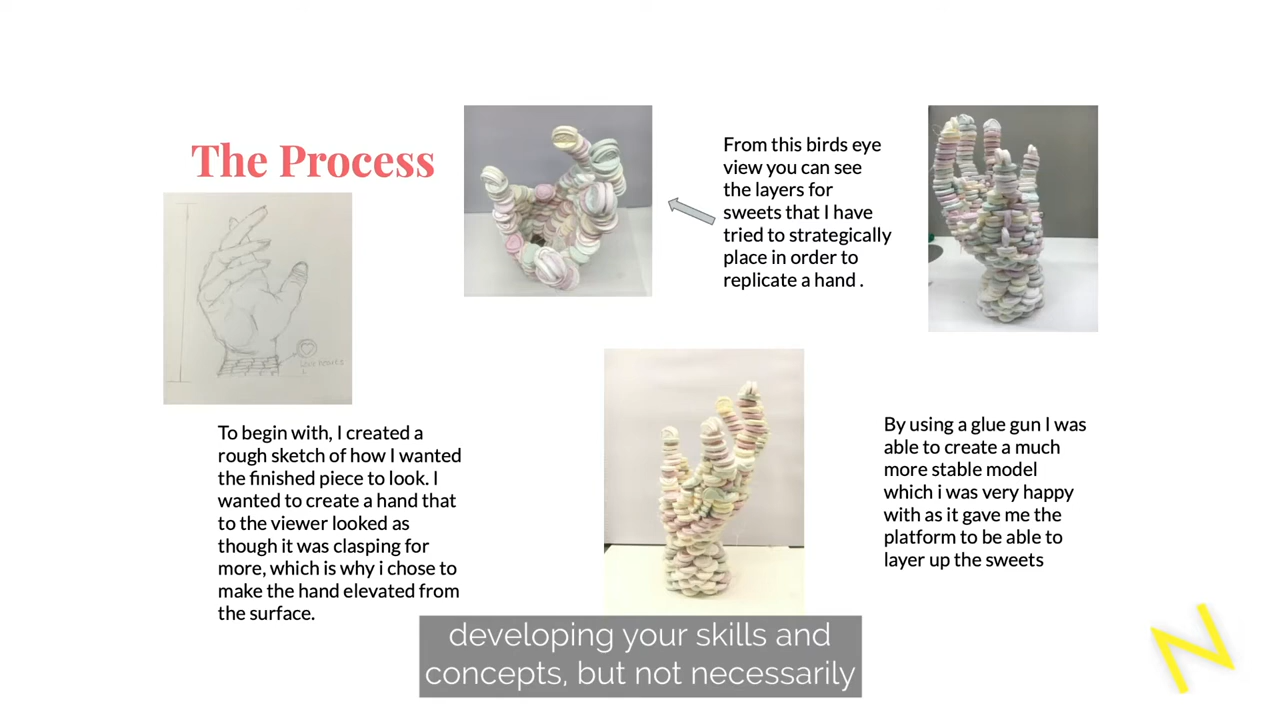 The Process
From this birds eye
view you can see
the layers for
sweets that I have
tried to strategically
place in order to
replicate a hand .
To begin with, I created a
rough sketch of how I wanted
the finished piece to look. I
wanted to create a hand that
to the viewer looked as
though it was clasping for
more, which is why i chose to
make the hand elevated from
the surface.
By using a glue gun I was
able to create a much
more stable model
which i was very happy
with as it gave me the
platform to be able to
layer up the sweets
developing your skills and
concepts, but not necessarily
N